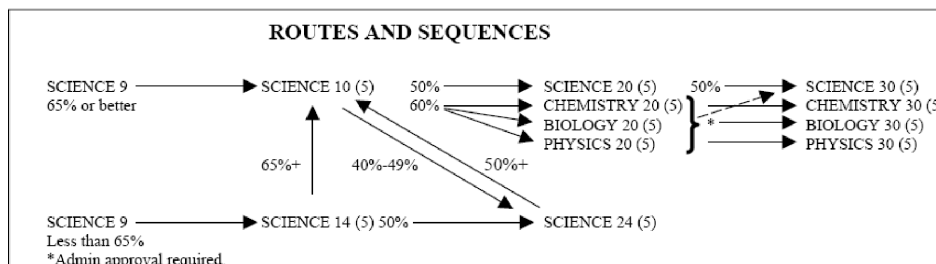 ROUTES AND SEQUENCES
SCIENCE 9 SCIENCE 10 (5) 50% SCIENCE 20 (5) 50% SCIENCE 30 (5)
65% or better 60% CHEMISTRY 20 (5) CHEMISTRY 30 (5
BIOLOGY 20 (5) * BIOLOGY 30 (5)
PHYSICS 20 (5) PHYSICS 30 (5)
65%+ 40%-49% 50%+
SCIENCE 9 SCIENCE 14 (5) 50% SCIENCE 24 (5)
Less than 65%
*Admin approval required.